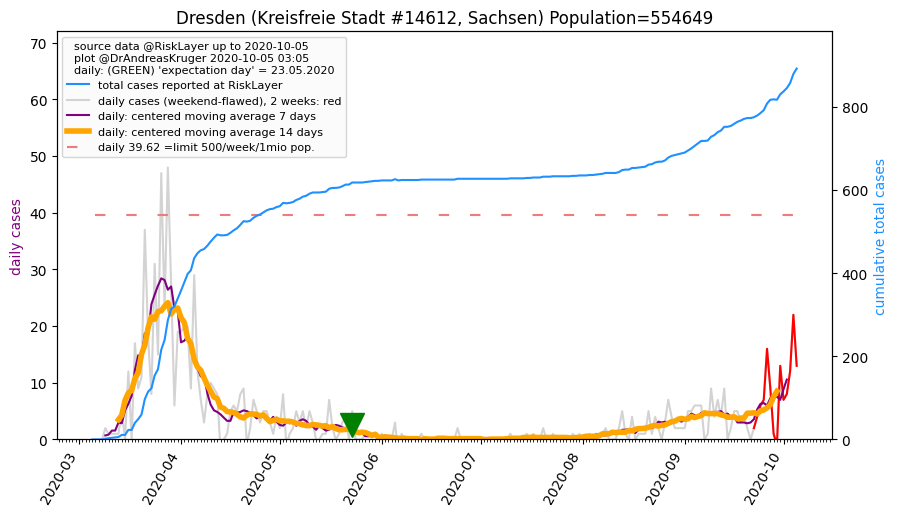 Dresden (Kreisfreie Stadt #14612, Sachsen) Population=554649
source data @RiskLayer up to 2020-10-05
plot @DrAndreasKruger 2020-10-05 03:05
daily: (GREEN) 'expectation day' = 23.05.2020
total cases reported at RiskLayer
daily cases (weekend-flawed), 2 weeks: red
daily: centered moving average 7 days
daily: centered moving average 14 days
daily 39.62 =limit 500/week/1mio pop.
daily cases
70
60
50
40
30
20
10
0
cumulative total cases
800
600
400
200
0
2020-03
2020-04
2020-05
2020-06
2020-07
2020-08
2020-09
2020-10